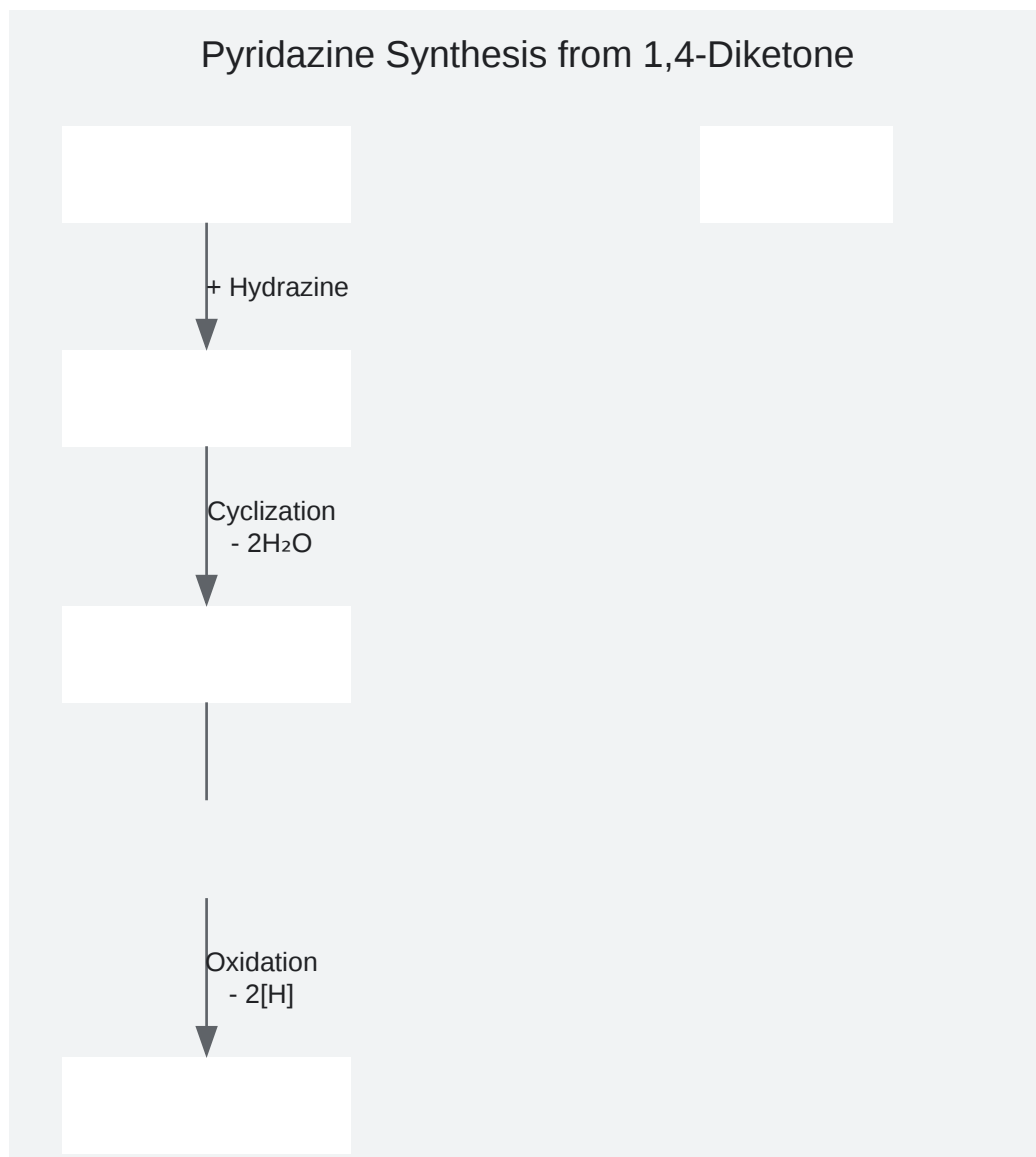 Pyridazine Synthesis from 1,4-Diketone
+ Hydrazine
Cyclization
- 2H₂O
Oxidation
- 2[H]